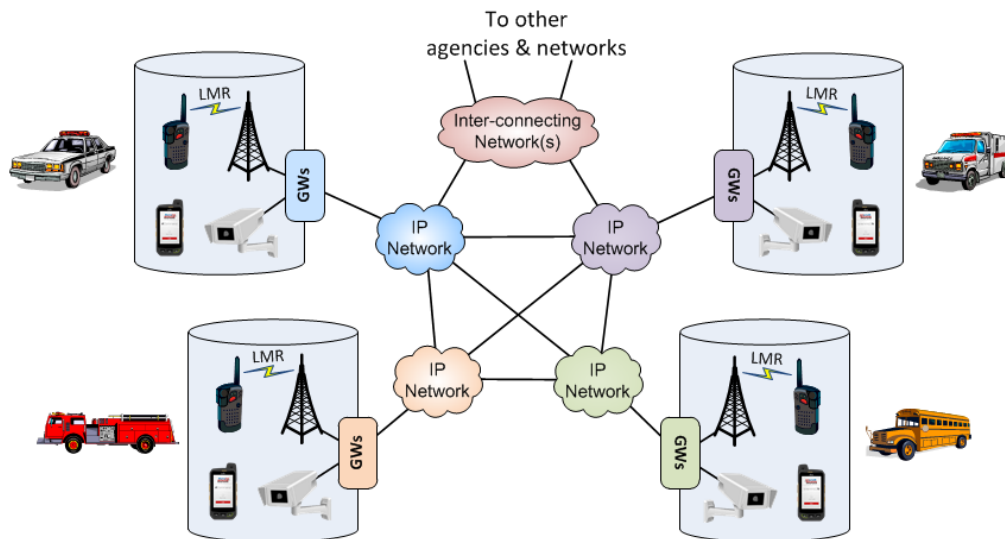 To other
agencies & networks
LMR
LMR
Inter-connecting
Network(s)
GWs
GWs
IP
Network
IP
Network
LMR
LMR
IP
Network
IP
Network
GWs
GWs